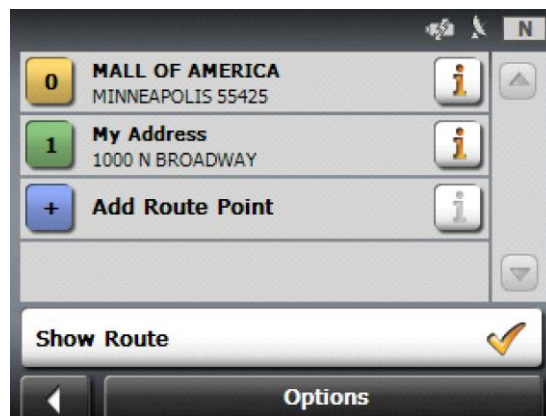 N
0
MALL OF AMERICA
MINNEAPOLIS 55425
i
1
My Address
1000 N BROADWAY
i
+
Add Route Point
i
Show Route
Options